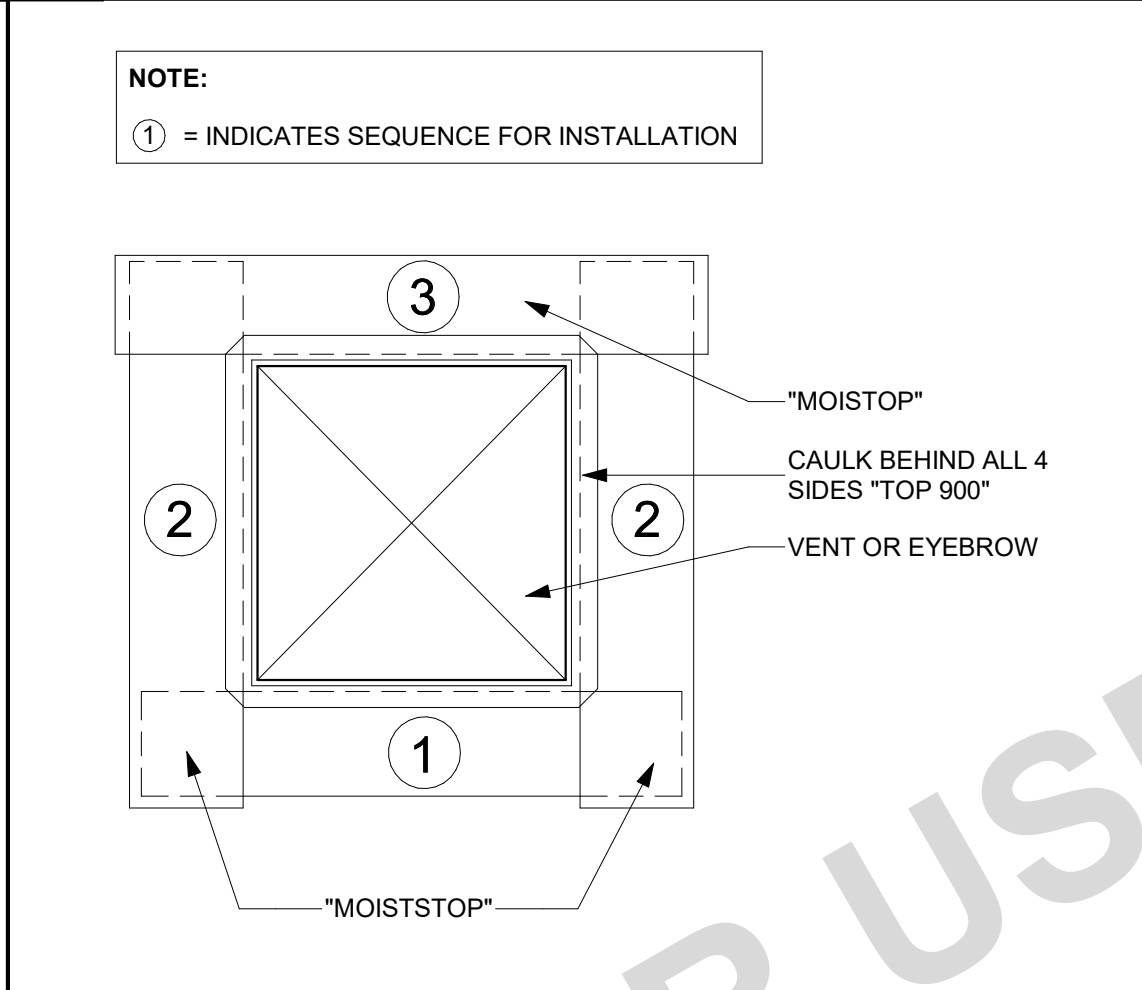 NOTE:
1 = INDICATES SEQUENCE FOR INSTALLATION
3
"MOISTOP"
CAULK BEHIND ALL 4
SIDES "TOP 900"
2
2
VENT OR EYEBROW
1
"MOISTSTOP"